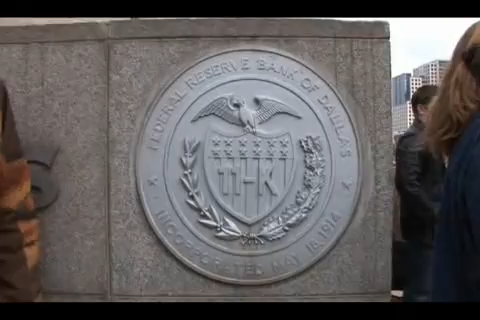 FEDERAL RESERVE BANK OF DALLAS
11-K
INCORPORATED MAY 18, 1914